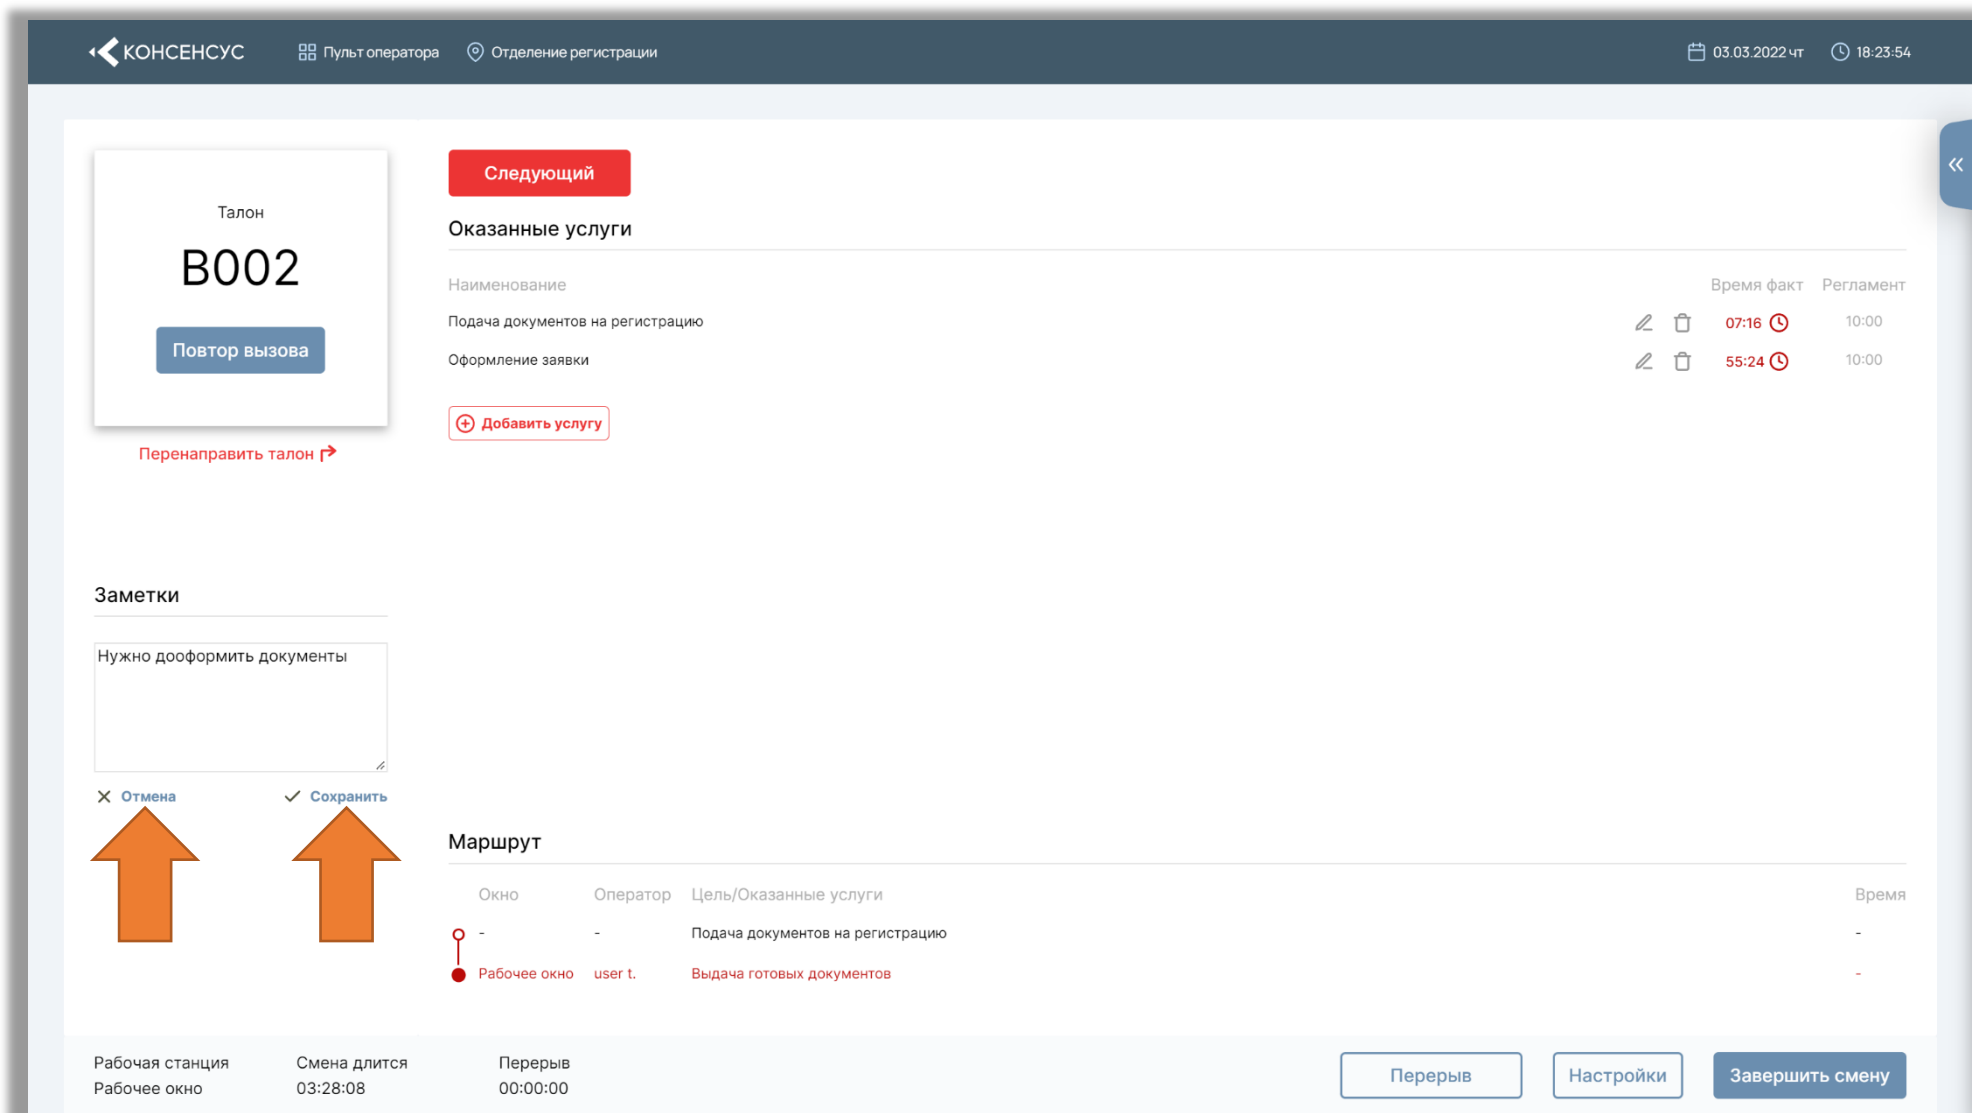 КОНСЕНСУС Пульт оператора Отделение регистрации 03.03.2022 чт 18:23:54
Талон
B002
Повтор вызова
Перенаправить талон
Следующий
Оказанные услуги
Наименование Время факт Регламент
Подача документов на регистрацию 07:16 10:00
Оформление заявки 55:24 10:00
Добавить услугу
Заметки
Нужно дооформить документы
Отмена Сохранить
Маршрут
Окно Оператор Цель/Оказанные услуги Время
- - Подача документов на регистрацию -
Рабочее окно user t. Выдача готовых документов -
Рабочая станция Смена длится Перерыв
Рабочее окно 03:28:08 00:00:00
Перерыв Настройки Завершить смену